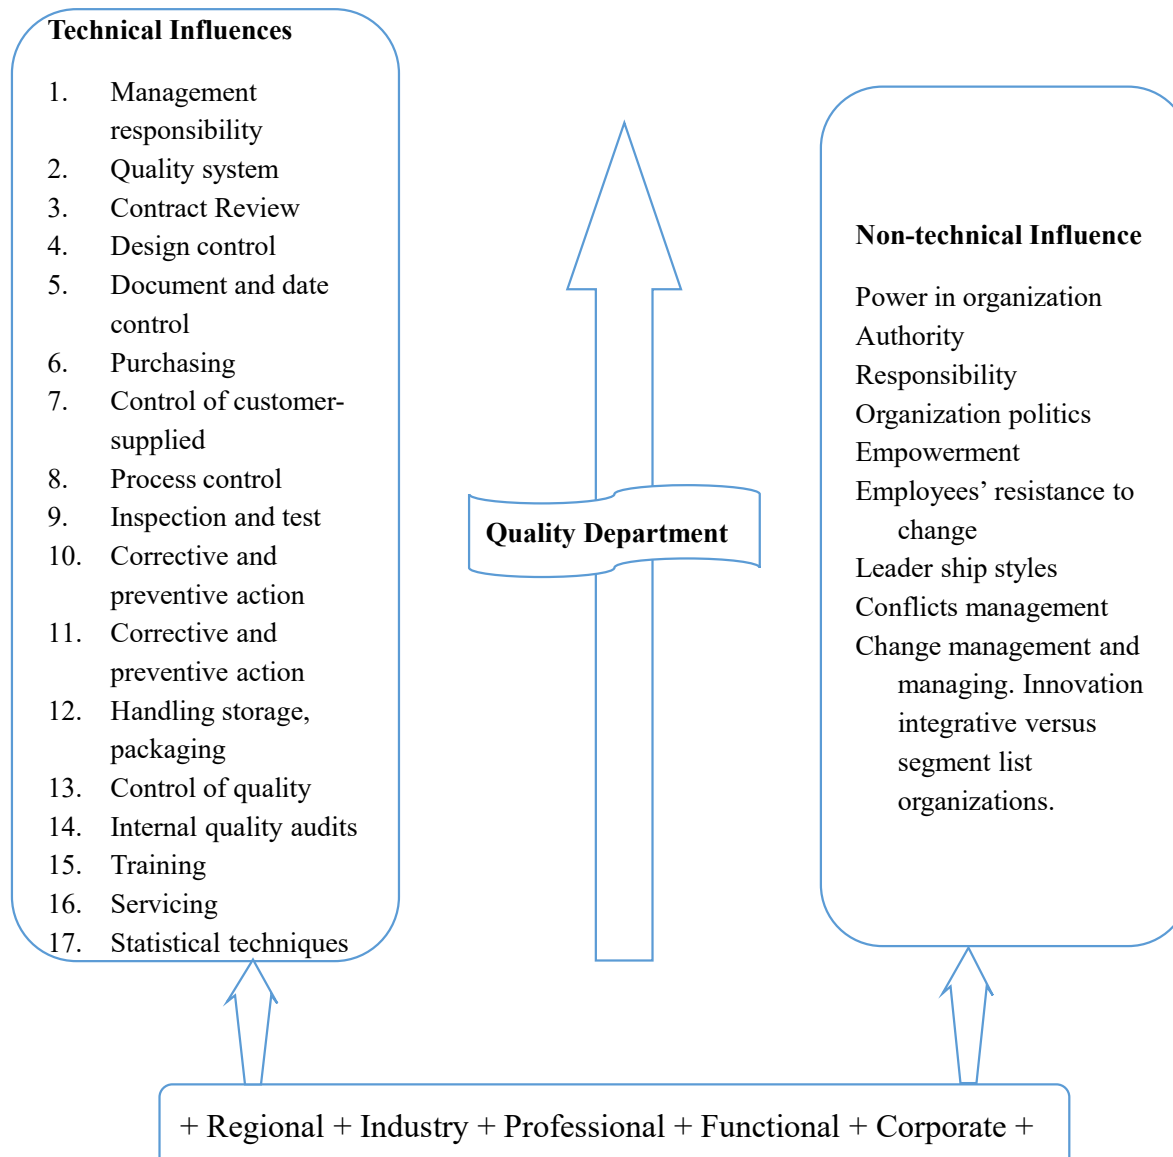 Technical Influences
1. Management
responsibility
2. Quality system
3. Contract Review
4. Design control
5. Document and date
control
6. Purchasing
7. Control of customer-
supplied
8. Process control
9. Inspection and test
10. Corrective and
preventive action
11. Corrective and
preventive action
12. Handling storage,
packaging
13. Control of quality
14. Internal quality audits
15. Training
16. Servicing
17. Statistical techniques
Quality Department
Non-technical Influence
Power in organization
Authority
Responsibility
Organization politics
Empowerment
Employees’ resistance to
change
Leader ship styles
Conflicts management
Change management and
managing. Innovation
integrative versus
segment list
organizations.
+ Regional + Industry + Professional + Functional + Corporate +